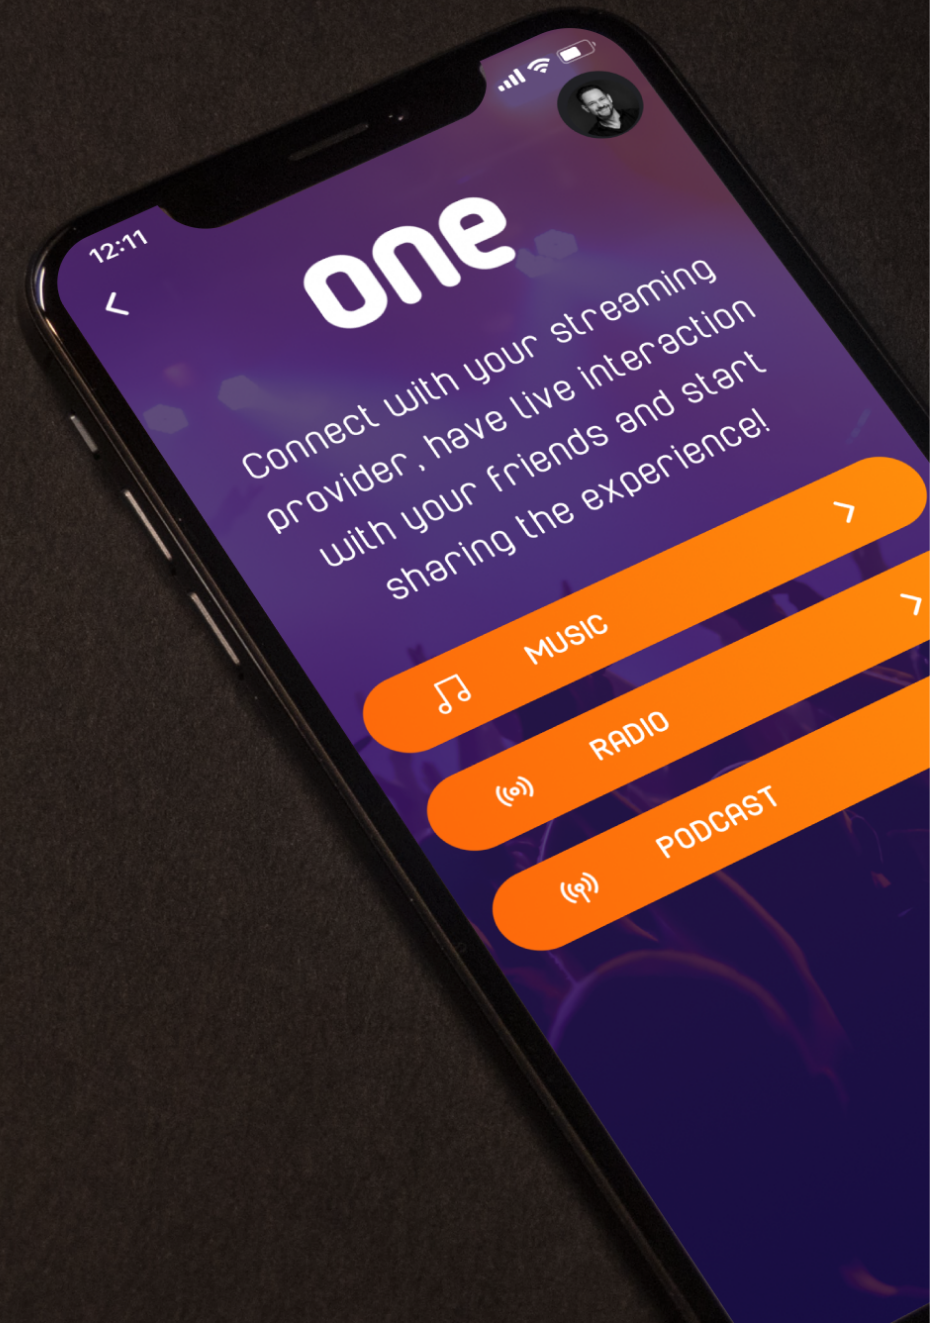 12:11
one
Connect with your streaming
provider, have live interaction
with your friends and start
sharing the experience!
MUSIC
RADIO
PODCAST